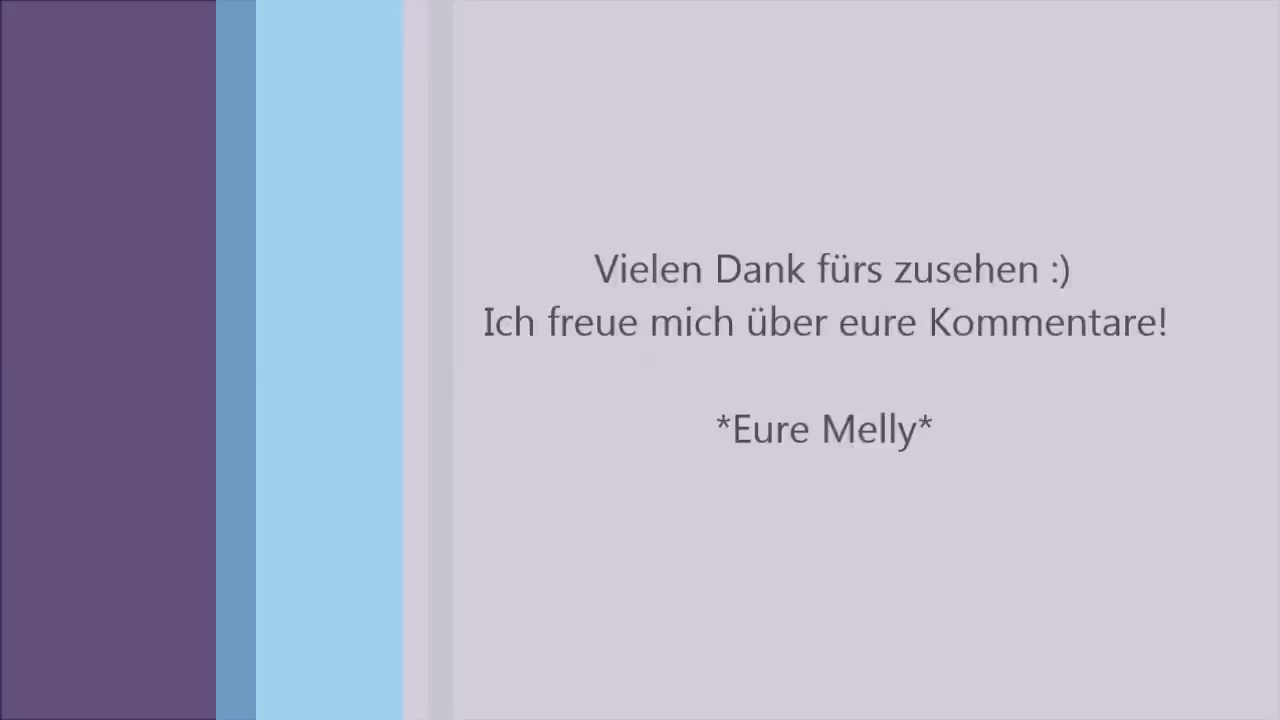 Vielen Dank fürs zusehen :)
Ich freue mich über eure Kommentare!
*Eure Melly*